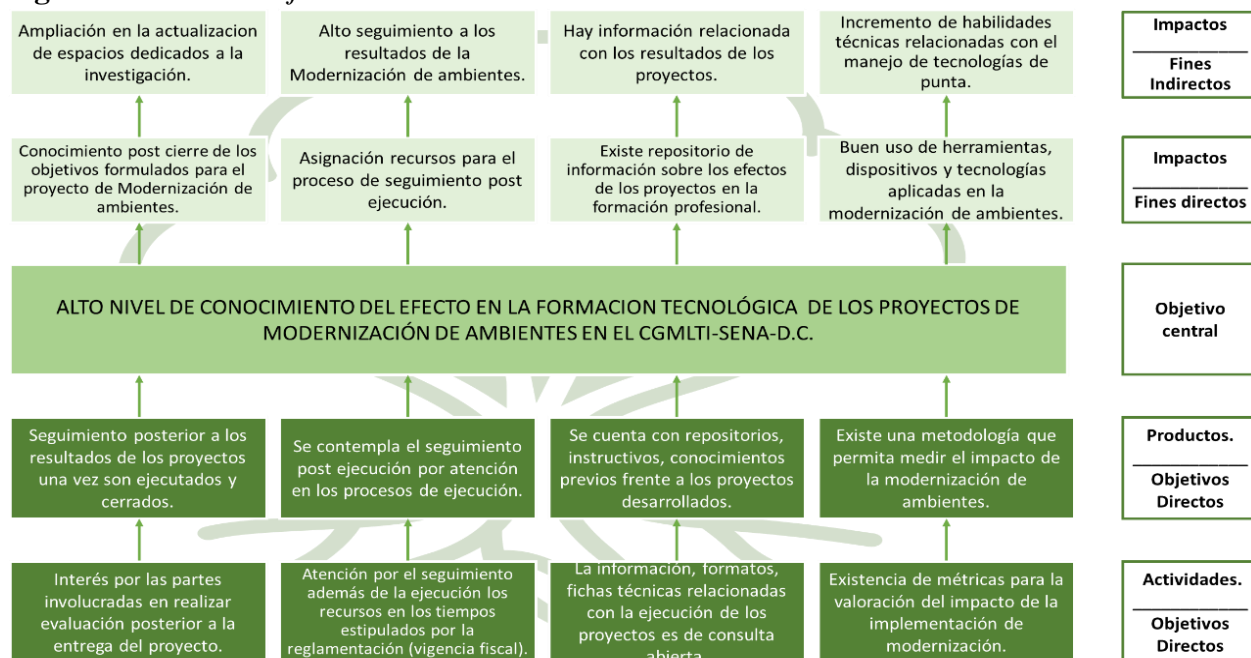 Ampliación en la actualizacion
de espacios dedicados a la
investigación.
Alto seguimiento a los
resultados de la
Modernización de ambientes.
Hay información relacionada
con los resultados de los
proyectos.
Incremento de habilidades
técnicas relacionadas con el
manejo de tecnologías de
punta.
Impactos
Fines
Indirectos
Conocimiento post cierre de los
objetivos formulados para el
proyecto de Modernización de
ambientes.
Asignación recursos para el
proceso de seguimiento post
ejecución.
Existe repositorio de
información sobre los efectos
de los proyectos en la
formación profesional.
Buen uso de herramientas,
dispositivos y tecnologías
aplicadas en la
modernización de ambientes.
Impactos
Fines directos
ALTO NIVEL DE CONOCIMIENTO DEL EFECTO EN LA FORMACION TECNOLÓGICA DE LOS PROYECTOS DE
MODERNIZACIÓN DE AMBIENTES EN EL CGMLTI-SENA-D.C.
Objetivo
central
Seguimiento posterior a los
resultados de los proyectos
una vez son ejecutados y
cerrados.
Se contempla el seguimiento
post ejecución por atención
en los procesos de ejecución.
Se cuenta con repositorios,
instructivos, conocimientos
previos frente a los proyectos
desarrollados.
Existe una metodología que
permita medir el impacto de
la modernización de
ambientes.
Productos.
Objetivos
Directos
Interés por las partes
involucradas en realizar
evaluación posterior a la
entrega del proyecto.
Atención por el seguimiento
además de la ejecución los
recursos en los tiempos
estipulados por la
reglamentación (vigencia fiscal).
La información, formatos,
fichas técnicas relacionadas
con la ejecución de los
proyectos es de consulta
abierta.
Existencia de métricas para la
valoración del impacto de la
implementación de
modernización.
Actividades.
Objetivos
Directos